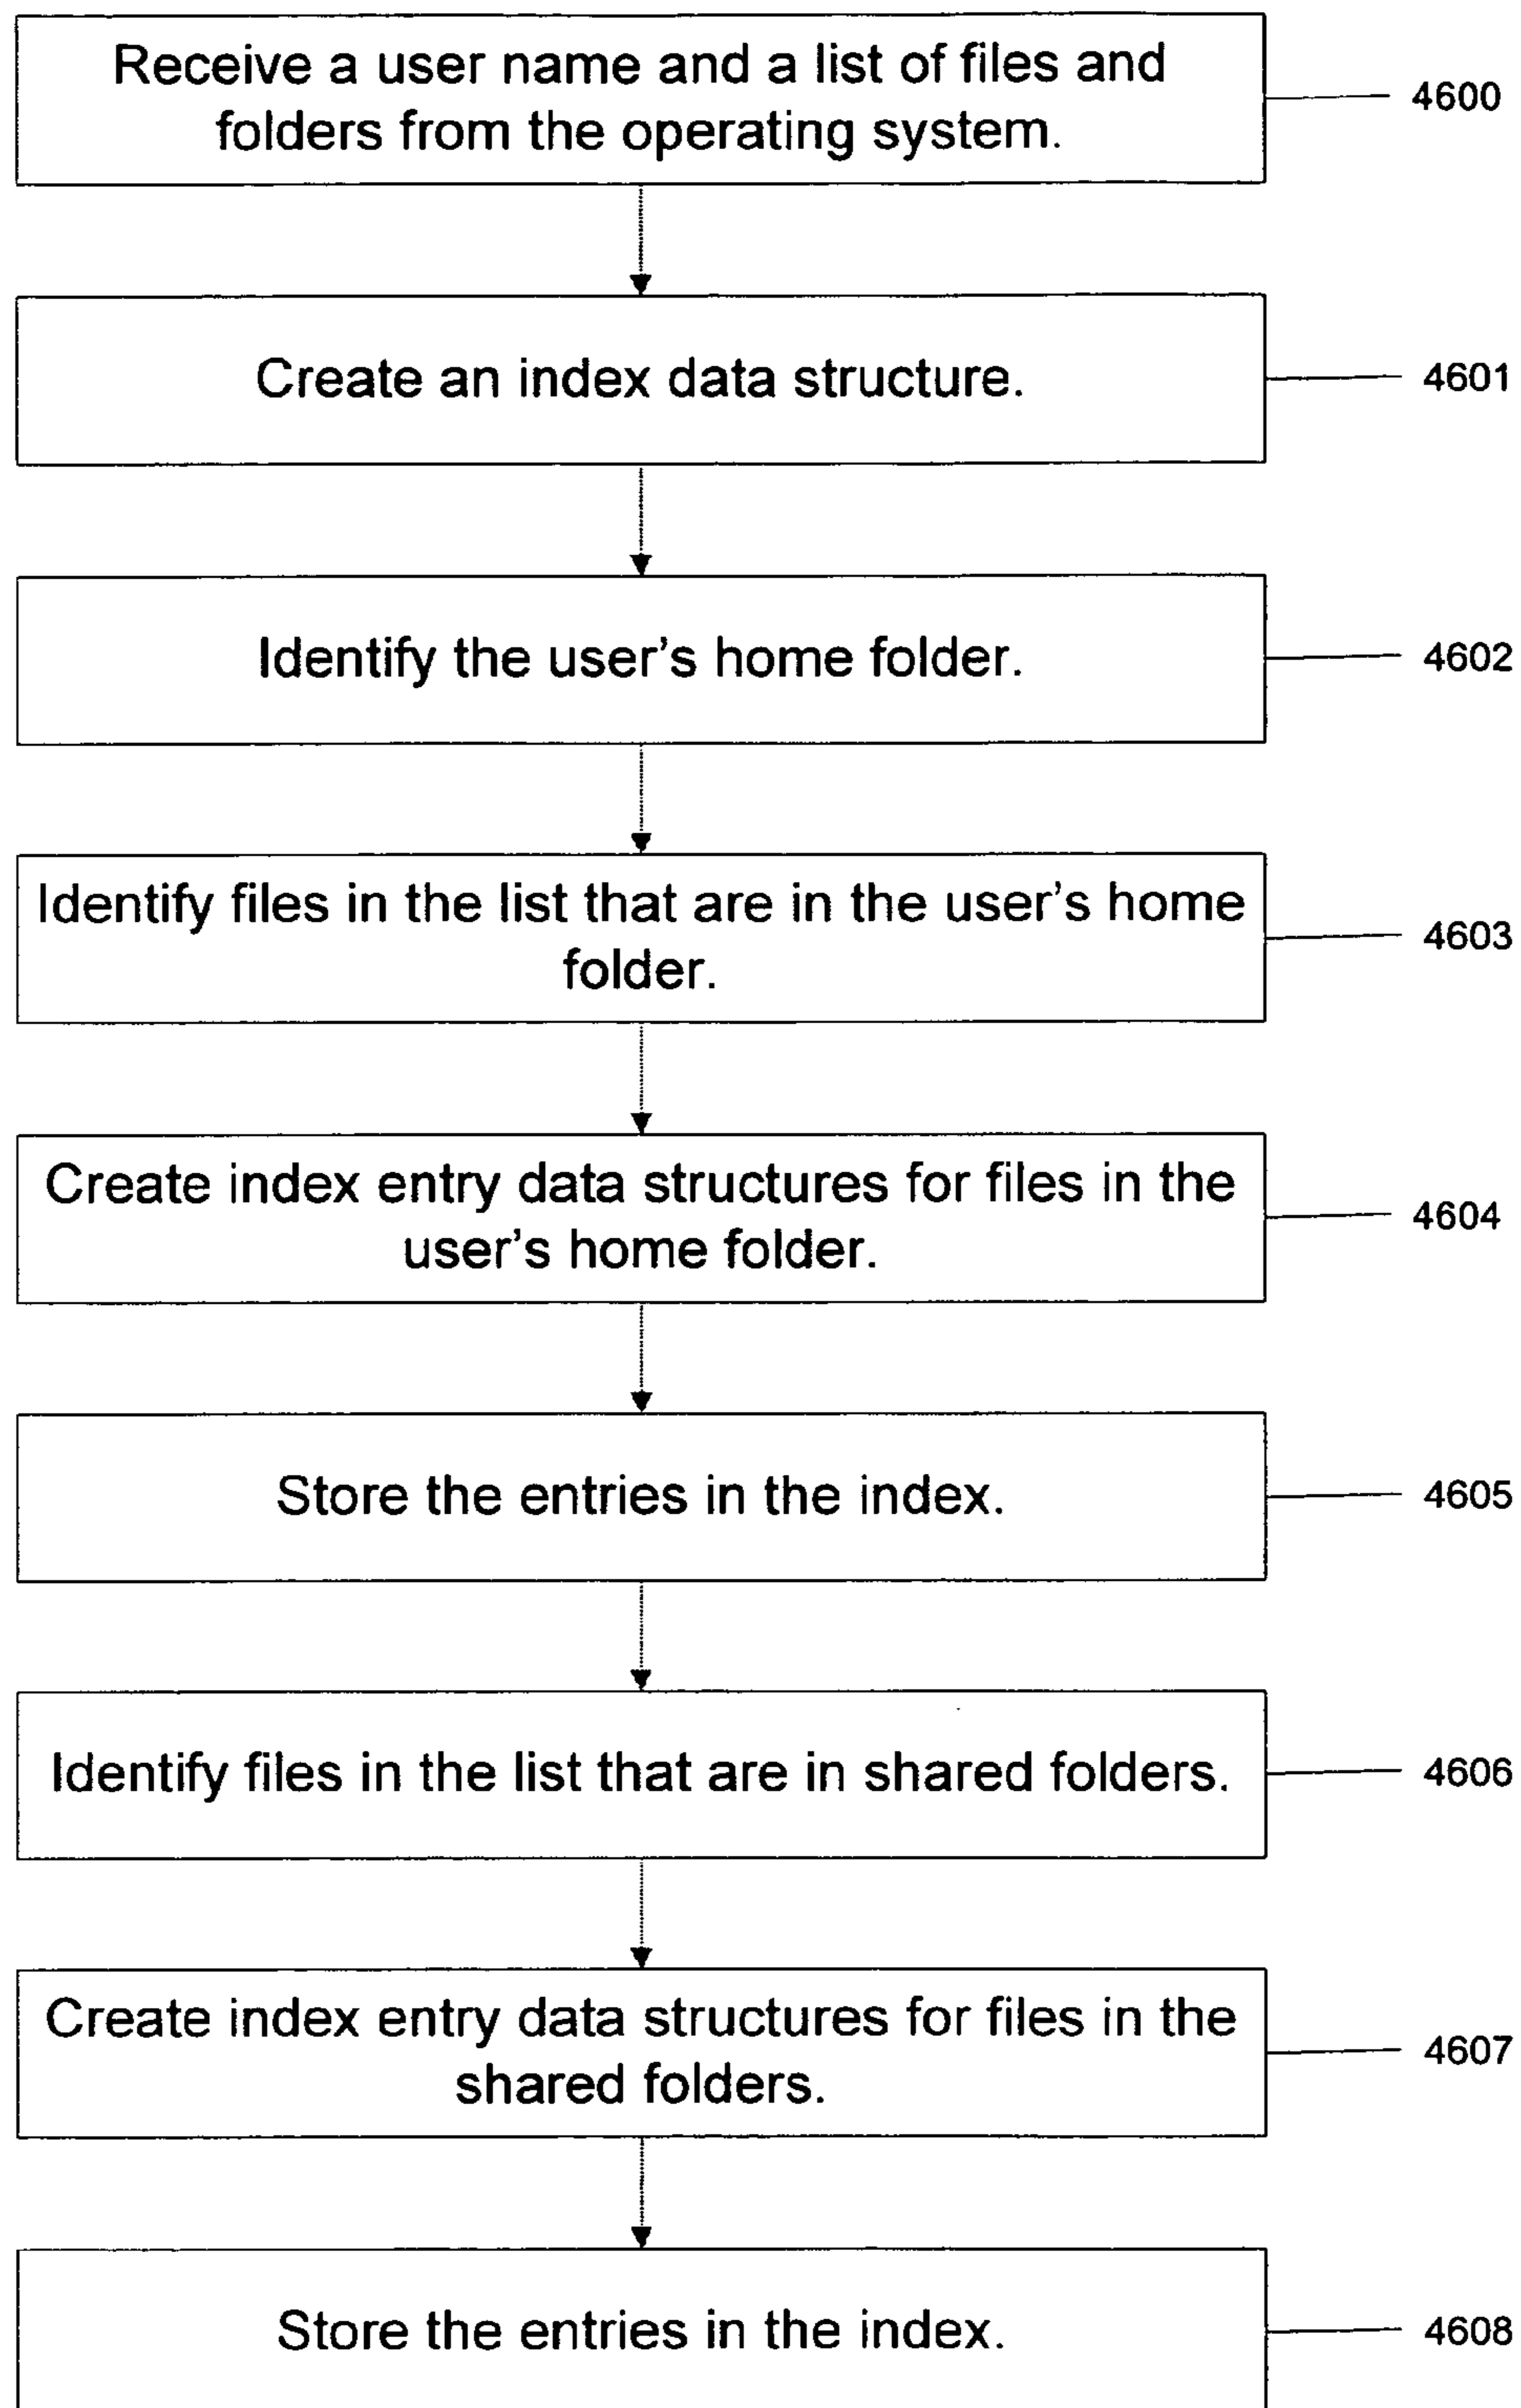 Receive a user name and a list of files and
folders from the operating system.
4600
Create an index data structure.
4601
Identify the user's home folder.
4602
Identify files in the list that are in the user's home
folder.
4603
Create index entry data structures for files in the
user's home folder.
4604
Store the entries in the index.
4605
Identify files in the list that are in shared folders.
4606
Create index entry data structures for files in the
shared folders.
4607
Store the entries in the index.
4608